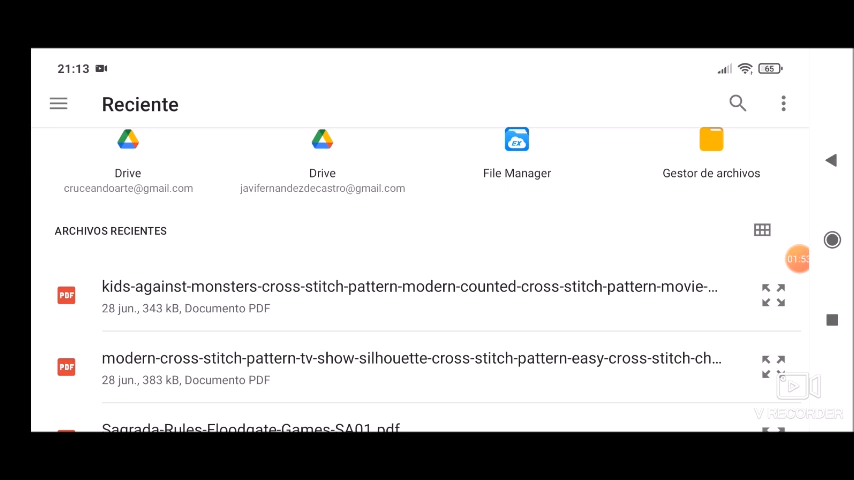 21:13
65
Reciente
EX
Drive
cruceandoarte@gmail.com
Drive
javifernandezdecastro@gmail.com
File Manager
Gestor de archivos
ARCHIVOS RECIENTES
01:53
PDF
kids-against-monsters-cross-stitch-pattern-modern-counted-cross-stitch-pattern-movie-...
28 jun., 343 kB, Documento PDF
PDF
modern-cross-stitch-pattern-tv-show-silhouette-cross-stitch-pattern-easy-cross-stitch-ch...
28 jun., 383 kB, Documento PDF
V RECORDER
Sagrada-Rules-Floodgate-Games-SA01.pdf